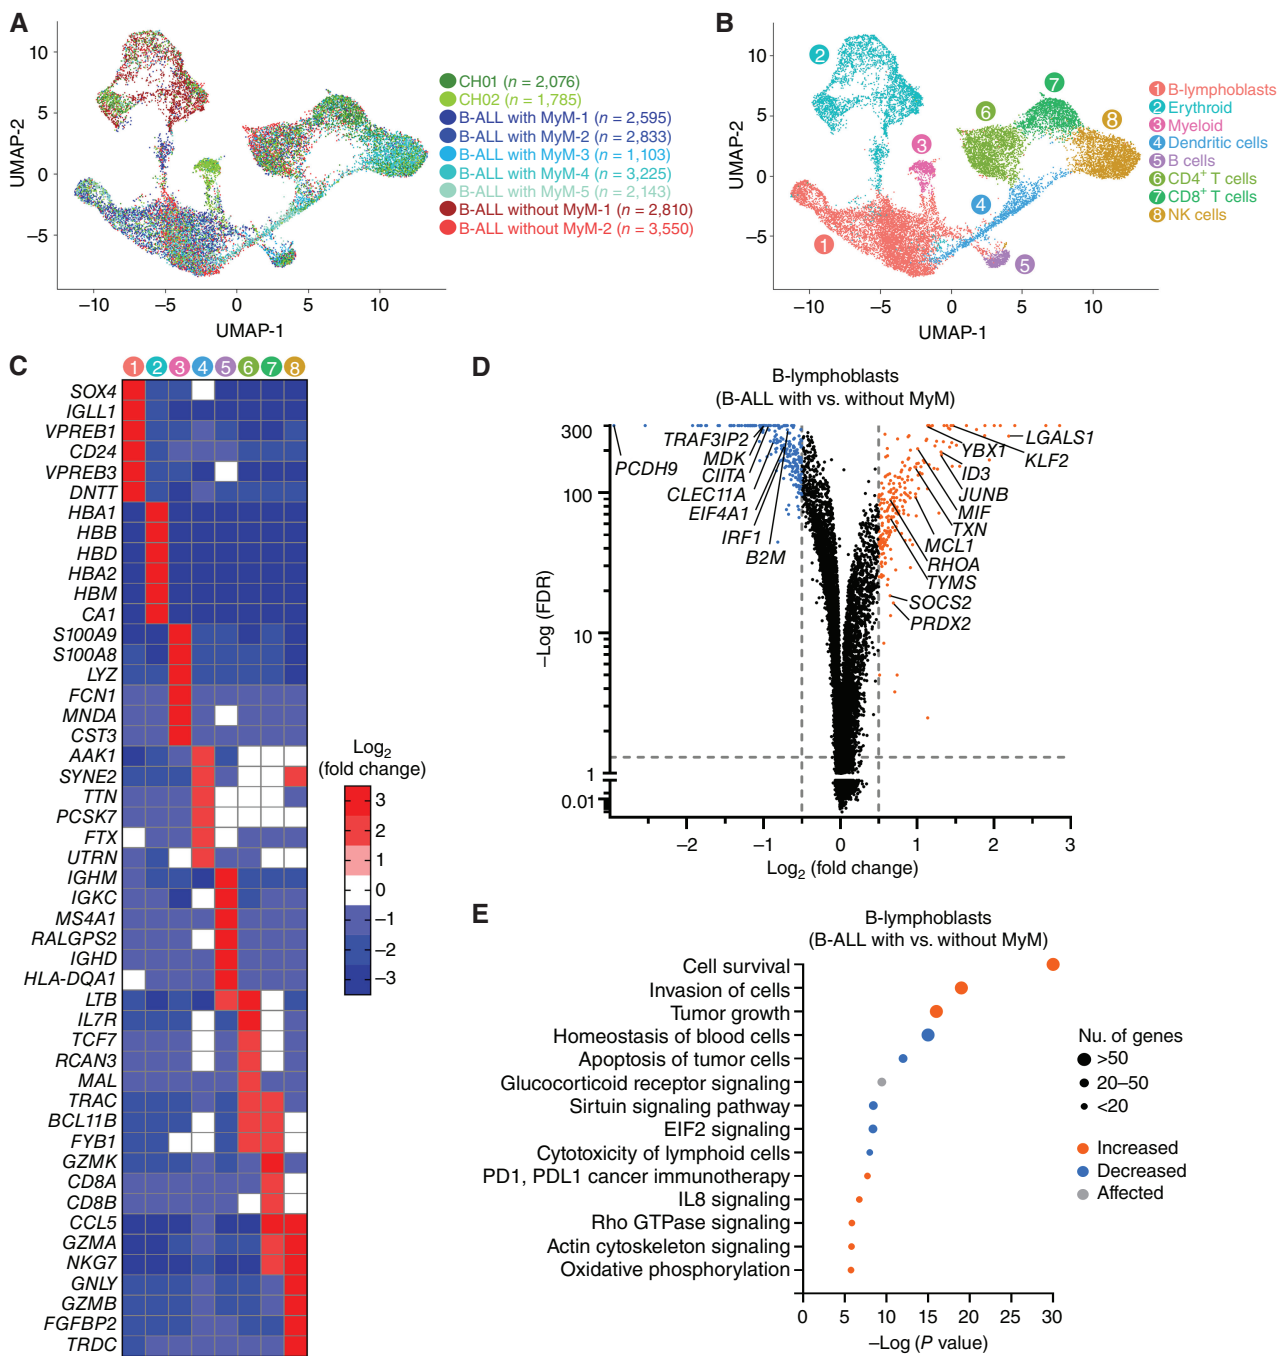 A
10
5
0
−5
UMAP-2
−10
−5
0
5
10
UMAP-1
CH01 (n = 2,076)
CH02 (n = 1,785)
B-ALL with MyM-1 (n = 2,595)
B-ALL with MyM-2 (n = 2,833)
B-ALL with MyM-3 (n = 1,103)
B-ALL with MyM-4 (n = 3,225)
B-ALL with MyM-5 (n = 2,143)
B-ALL without MyM-1 (n = 2,810)
B-ALL without MyM-2 (n = 3,550)
B
10
5
0
−5
UMAP-2
−10
−5
0
5
10
UMAP-1
2
7
6
8
3
4
1
5
1 B-lymphoblasts
2 Erythroid
3 Myeloid
4 Dendritic cells
5 B cells
6 CD4+ T cells
7 CD8+ T cells
8 NK cells
C
1 2 3 4 5 6 7 8
SOX4
IGLL1
VPREB1
CD24
VPREB3
DNTT
HBA1
HBB
HBD
HBA2
HBM
CA1
S100A9
S100A8
LYZ
FCN1
MNDA
CST3
AAK1
SYNE2
TTN
PCSK7
FTX
UTRN
IGHM
IGKC
MS4A1
RALGPS2
IGHD
HLA-DQA1
LTB
IL7R
TCF7
RCAN3
MAL
TRAC
BCL11B
FYB1
GZMK
CD8A
CD8B
CCL5
GZMA
NKG7
GNLY
GZMB
FGFBP2
TRDC
Log2
(fold change)
3
2
1
0
−1
−2
−3
D
B-lymphoblasts
(B-ALL with vs. without MyM)
300
100
10
1
0.01
−Log (FDR)
−2
−1
0
1
2
3
Log2 (fold change)
PCDH9
TRAF3IP2
MDK
CIITA
CLEC11A
EIF4A1
IRF1
B2M
LGALS1
YBX1
KLF2
ID3
JUNB
MIF
TXN
MCL1
RHOA
TYMS
SOCS2
PRDX2
E
B-lymphoblasts
(B-ALL with vs. without MyM)
Cell survival
Invasion of cells
Tumor growth
Homeostasis of blood cells
Apoptosis of tumor cells
Glucocorticoid receptor signaling
Sirtuin signaling pathway
EIF2 signaling
Cytotoxicity of lymphoid cells
PD1, PDL1 cancer immunotherapy
IL8 signaling
Rho GTPase signaling
Actin cytoskeleton signaling
Oxidative phosphorylation
0
5
10
15
20
25
30
−Log (P value)
Nu. of genes
>50
20–50
<20
Increased
Decreased
Affected